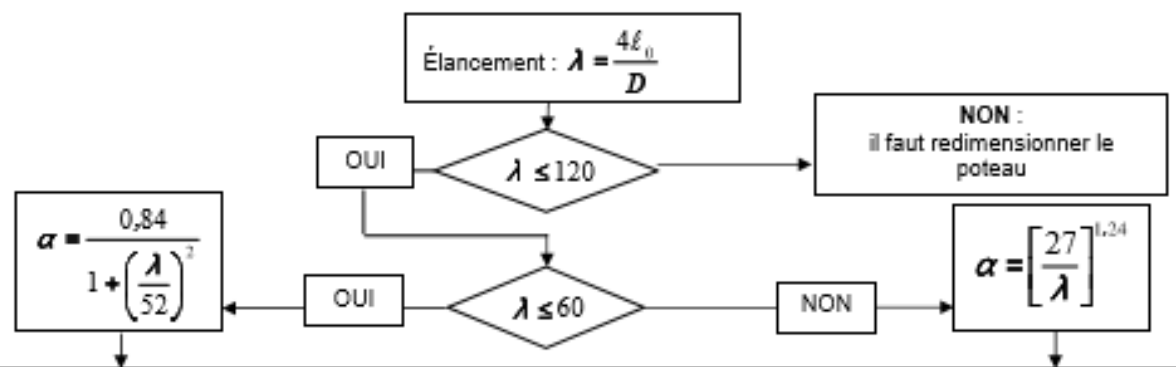 Élancement : λ = 4ℓ₀ / D
NON :
il faut redimensionner le
poteau
OUI
λ ≤ 120
α = 0,84 / (1 + (λ/52)²)
α = [27/λ]^1,24
OUI
λ ≤ 60
NON